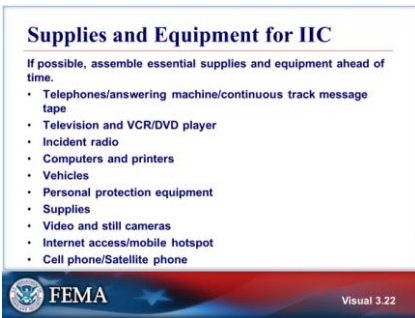 Supplies and Equipment for IIC
If possible, assemble essential supplies and equipment ahead of
time.
• Telephones/answering machine/continuous track message
tape
• Television and VCR/DVD player
• Incident radio
• Computers and printers
• Vehicles
• Personal protection equipment
• Supplies
• Video and still cameras
• Internet access/mobile hotspot
• Cell phone/Satellite phone
FEMA
Visual 3.22